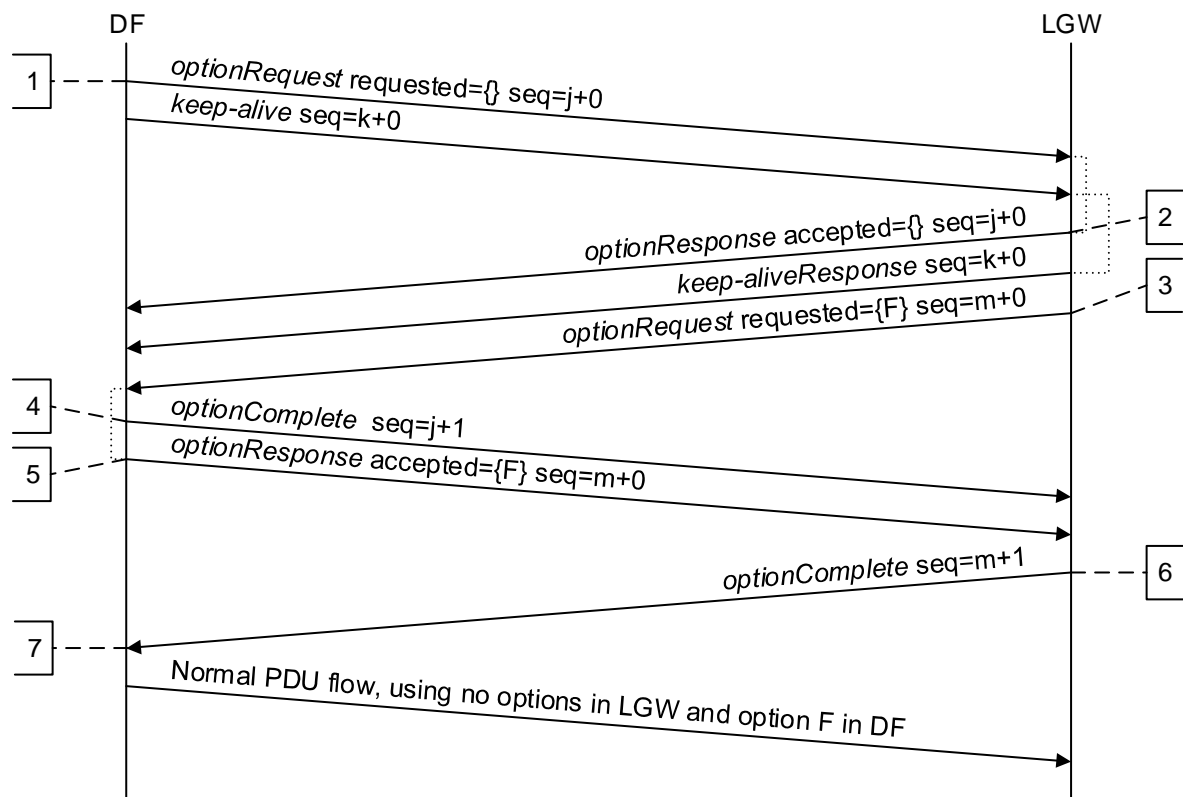 DF
LGW
1
optionRequest requested={} seq=j+0
keep-alive seq=k+0
2
optionResponse accepted={} seq=j+0
keep-aliveResponse seq=k+0
3
optionRequest requested={F} seq=m+0
4
optionComplete seq=j+1
optionResponse accepted={F} seq=m+0
5
optionComplete seq=m+1
6
7
Normal PDU flow, using no options in LGW and option F in DF